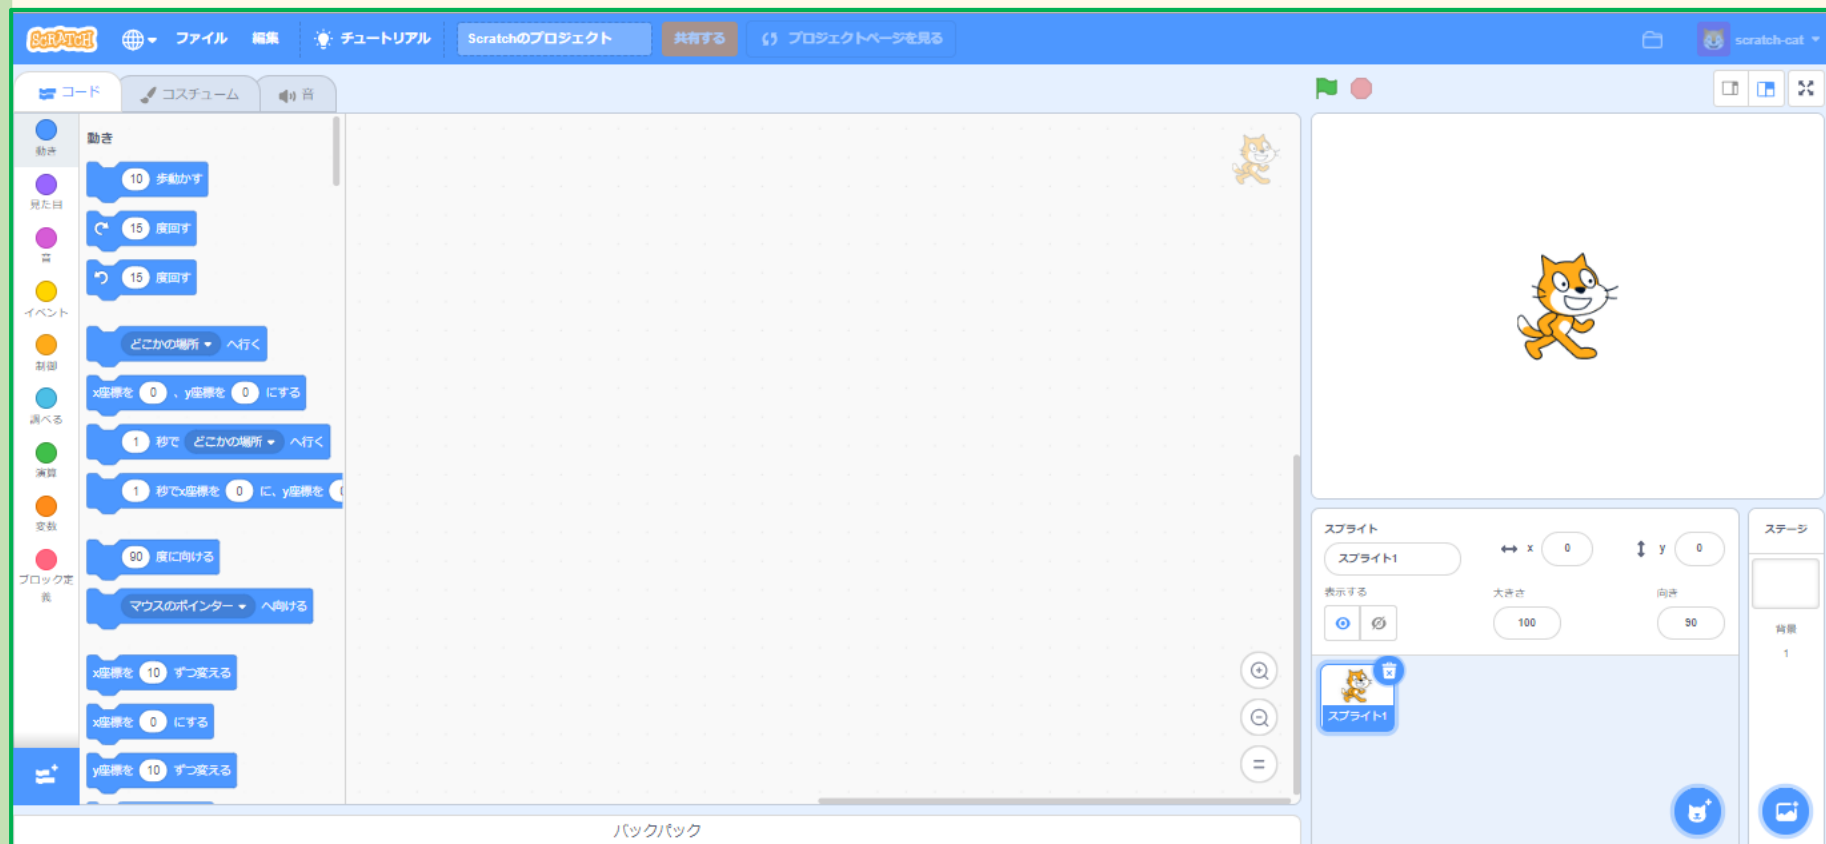 SCRATCH ファイル 編集 チュートリアル Scratchのプロジェクト 共有する プロジェクトページを見る scratch-cat
コード コスチューム 音
動き
見た目
音
イベント
制御
調べる
演算
変数
ブロック定
義
動き
10 歩動かす
15 度回す
15 度回す
どこかの場所 へ行く
x座標を 0 、y座標を 0 にする
1 秒で どこかの場所 へ行く
1 秒でx座標を 0 に、y座標を
90 度に向ける
マウスのポインター へ向ける
x座標を 10 ずつ変える
x座標を 0 にする
y座標を 10 ずつ変える
バックパック
スプライト
スプライト1 x 0 y 0
表示する 大きさ 向き
100 90
スプライト1
ステージ
背景
1